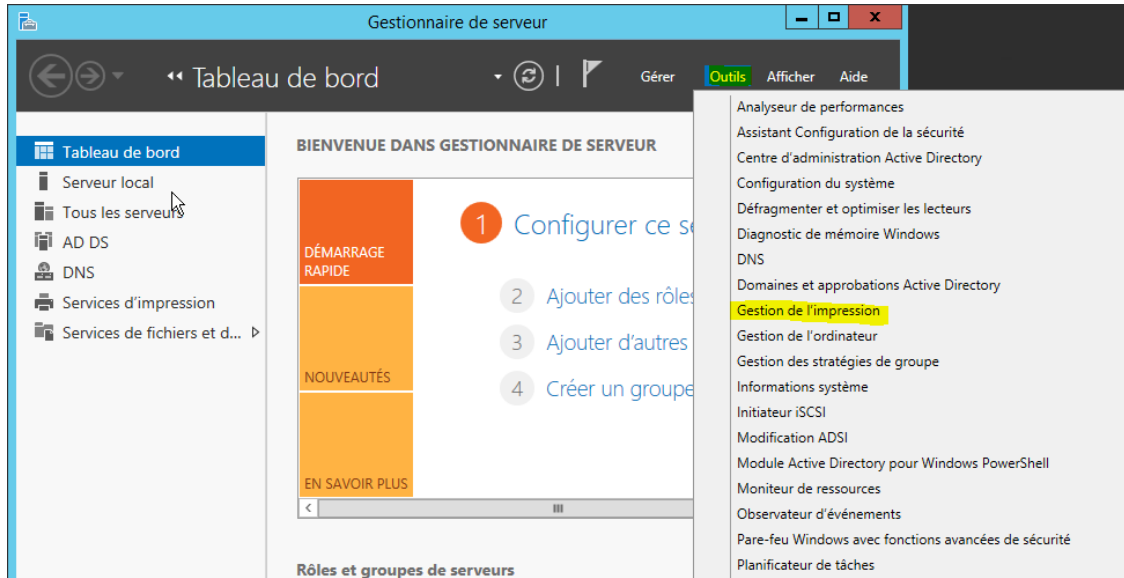 Gestionnaire de serveur
Tableau de bord
Gérer Outils Afficher Aide
Tableau de bord
Serveur local
Tous les serveurs
AD DS
DNS
Services d'impression
Services de fichiers et d...
BIENVENUE DANS GESTIONNAIRE DE SERVEUR
DÉMARRAGE
RAPIDE
NOUVEAUTÉS
EN SAVOIR PLUS
1 Configurer ce se
2 Ajouter des rôles
3 Ajouter d'autres
4 Créer un groupe
Rôles et groupes de serveurs
Analyseur de performances
Assistant Configuration de la sécurité
Centre d'administration Active Directory
Configuration du système
Défragmenter et optimiser les lecteurs
Diagnostic de mémoire Windows
DNS
Domaines et approbations Active Directory
Gestion de l'impression
Gestion de l'ordinateur
Gestion des stratégies de groupe
Informations système
Initiateur iSCSI
Modification ADSI
Module Active Directory pour Windows PowerShell
Moniteur de ressources
Observateur d'événements
Pare-feu Windows avec fonctions avancées de sécurité
Planificateur de tâches